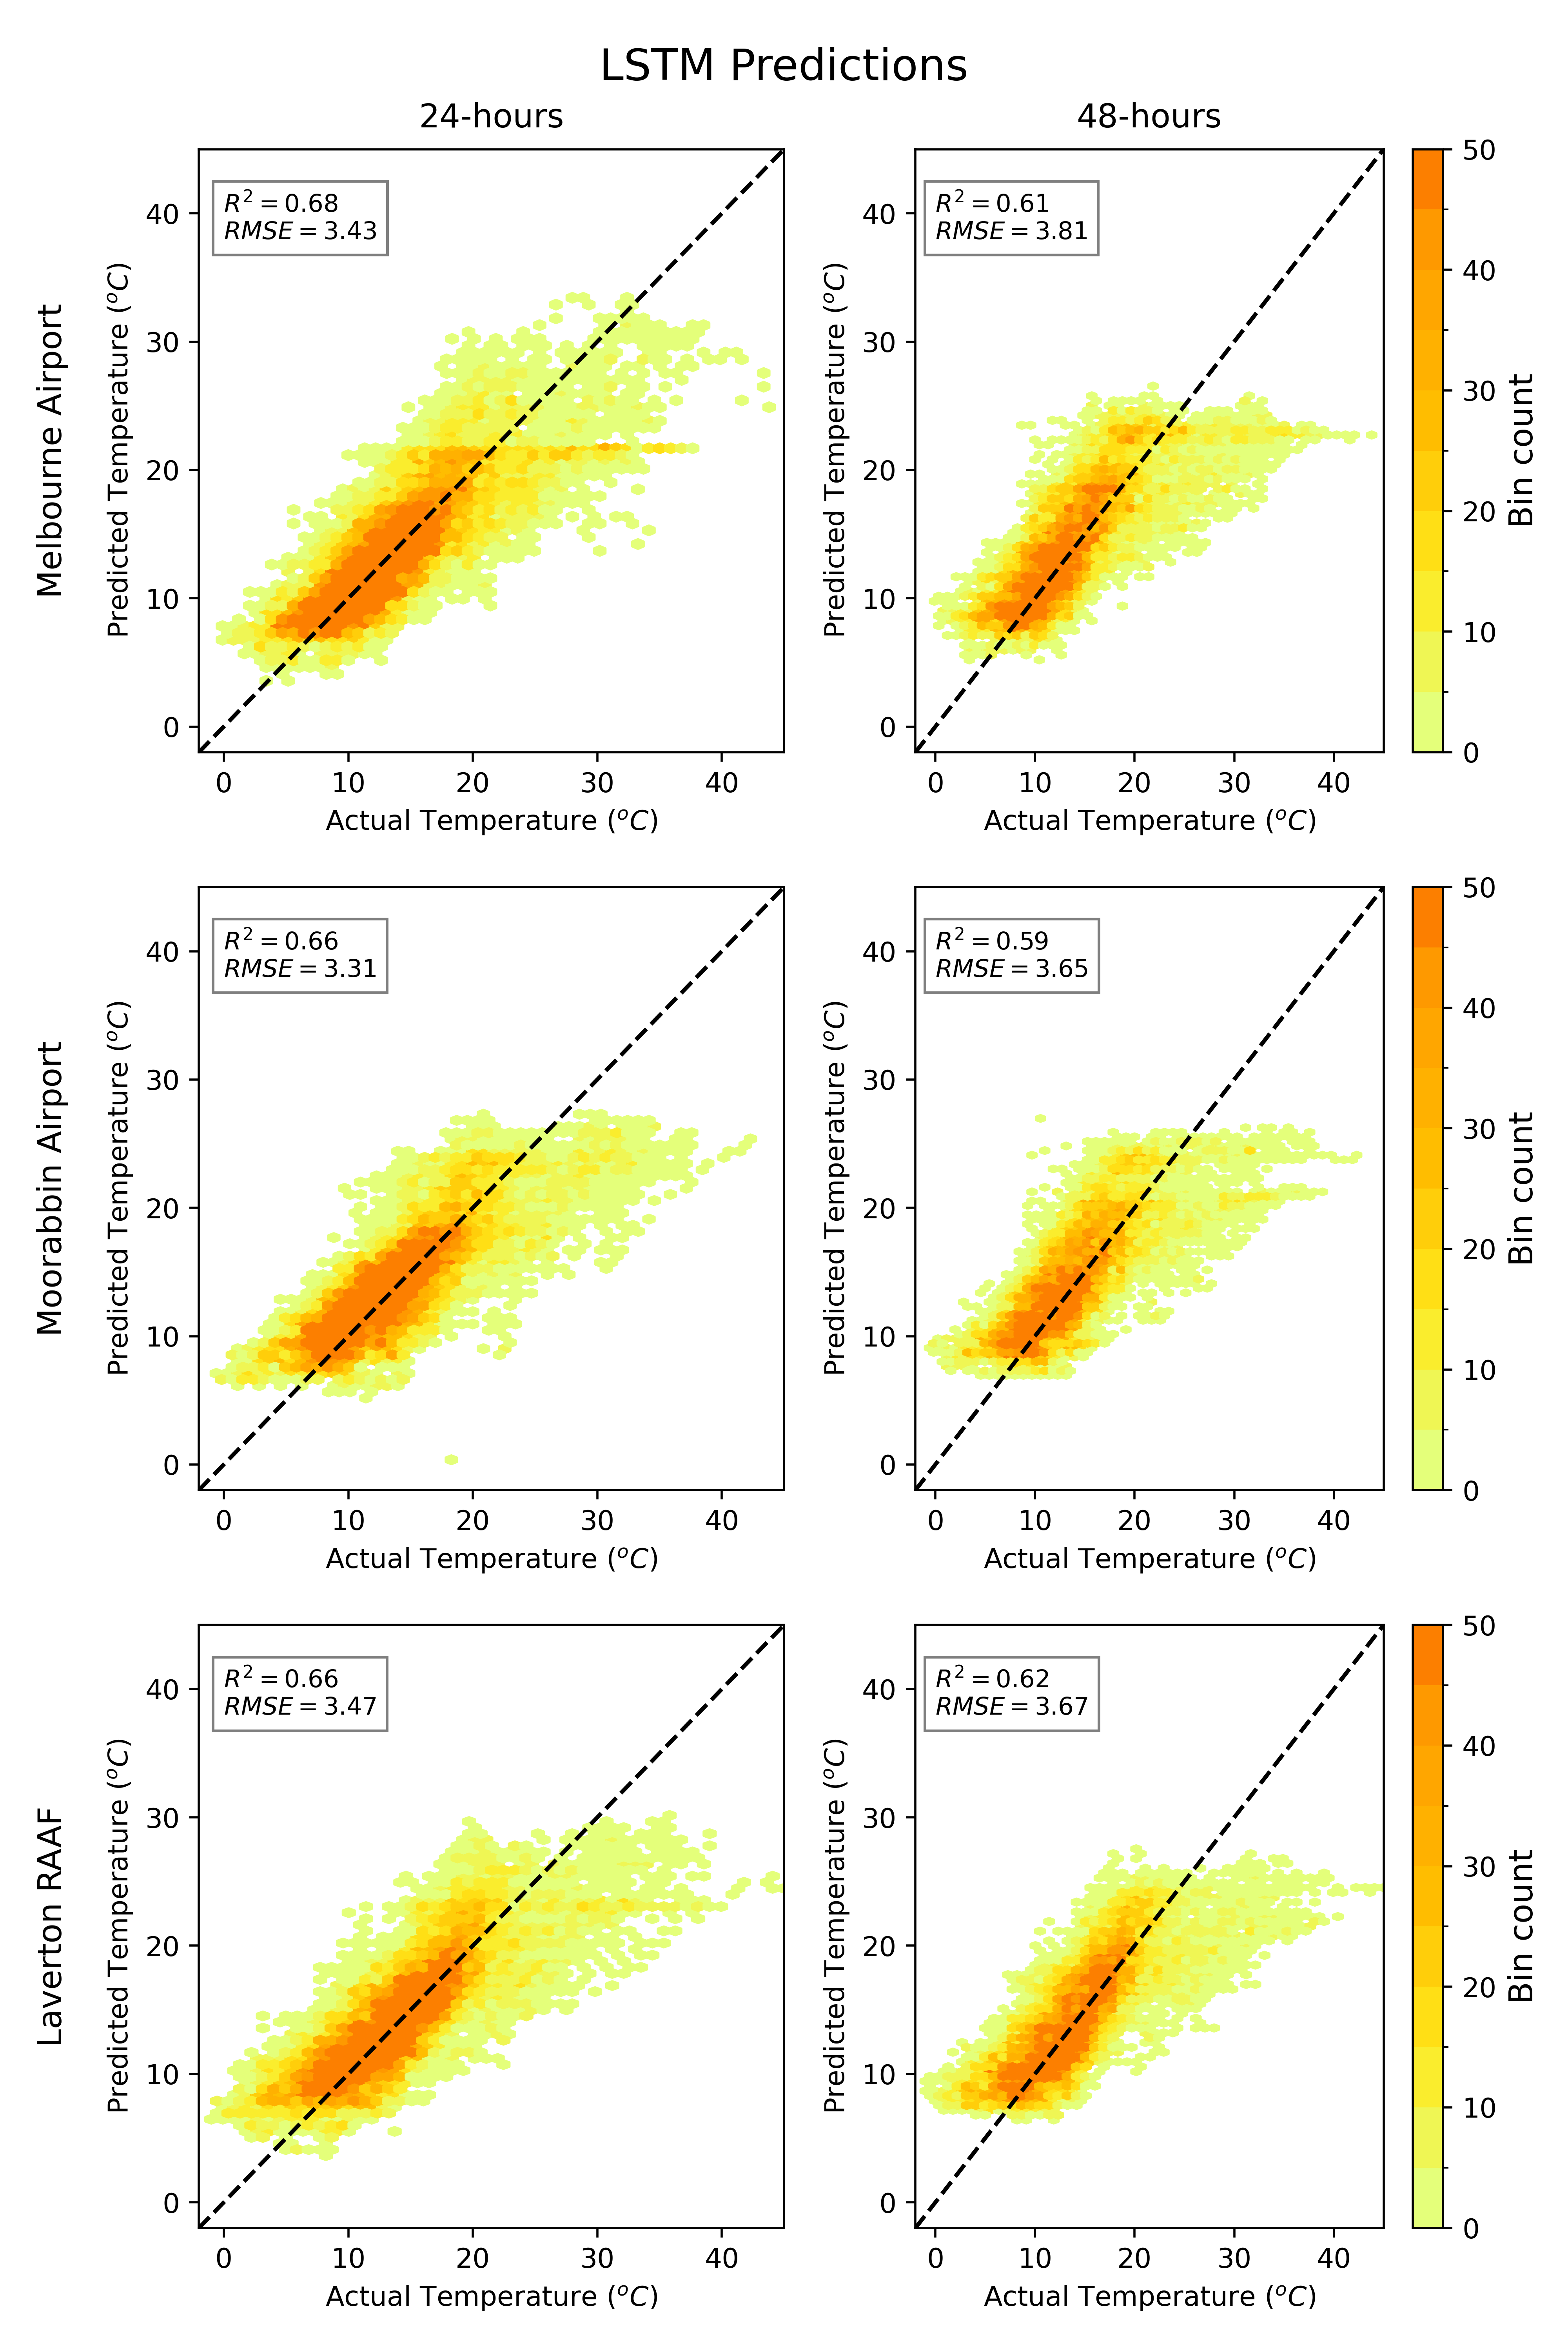 LSTM Predictions
24-hours
48-hours
Melbourne Airport
Predicted Temperature (°C)
40
30
20
10
0
R² = 0.68
RMSE = 3.43
0 10 20 30 40
Actual Temperature (°C)
Predicted Temperature (°C)
40
30
20
10
0
R² = 0.61
RMSE = 3.81
0 10 20 30 40
Actual Temperature (°C)
50
40
30
20
10
0
Bin count
Moorabbin Airport
Predicted Temperature (°C)
40
30
20
10
0
R² = 0.66
RMSE = 3.31
0 10 20 30 40
Actual Temperature (°C)
Predicted Temperature (°C)
40
30
20
10
0
R² = 0.59
RMSE = 3.65
0 10 20 30 40
Actual Temperature (°C)
50
40
30
20
10
0
Bin count
Laverton RAAF
Predicted Temperature (°C)
40
30
20
10
0
R² = 0.66
RMSE = 3.47
0 10 20 30 40
Actual Temperature (°C)
Predicted Temperature (°C)
40
30
20
10
0
R² = 0.62
RMSE = 3.67
0 10 20 30 40
Actual Temperature (°C)
50
40
30
20
10
0
Bin count